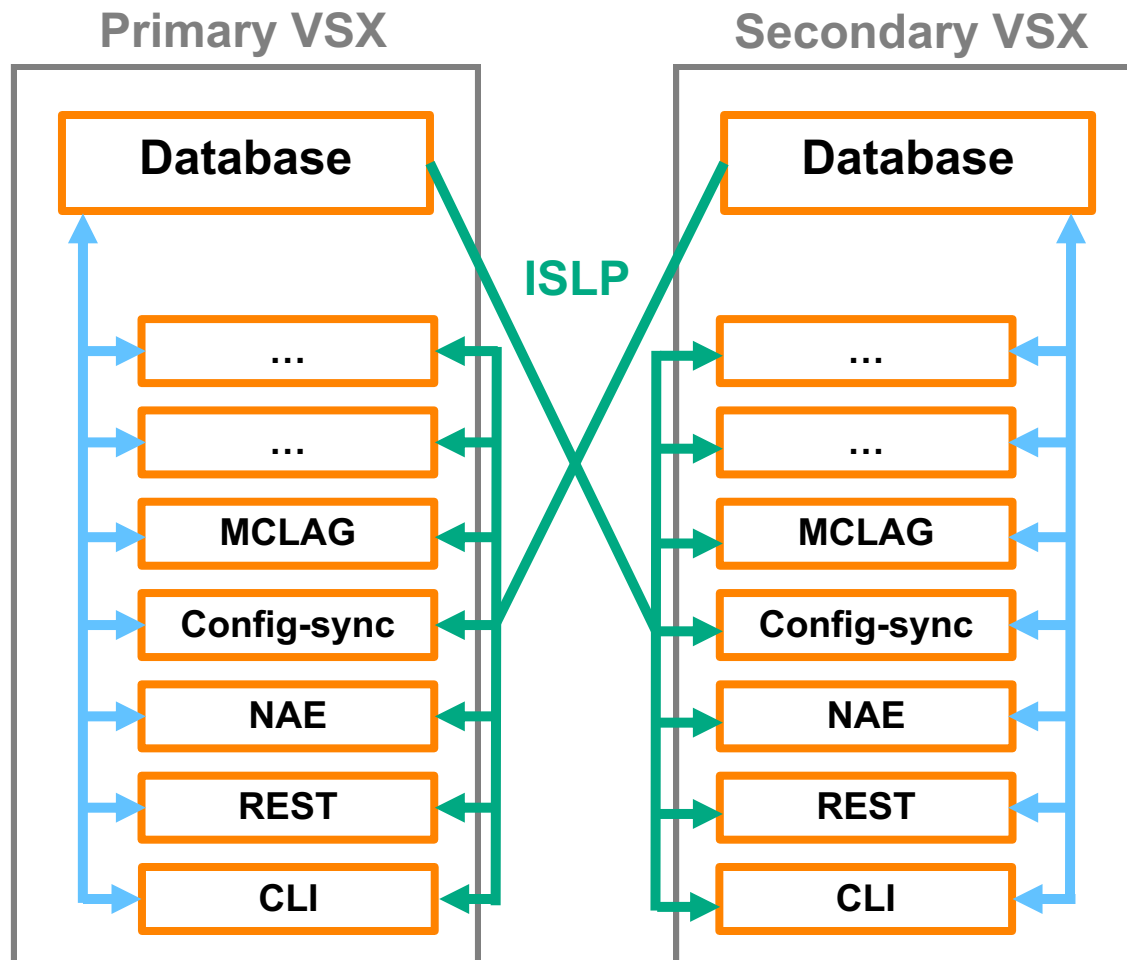 Primary VSX
Secondary VSX
Database
Database
ISLP
...
...
...
...
MCLAG
MCLAG
Config-sync
Config-sync
NAE
NAE
REST
REST
CLI
CLI